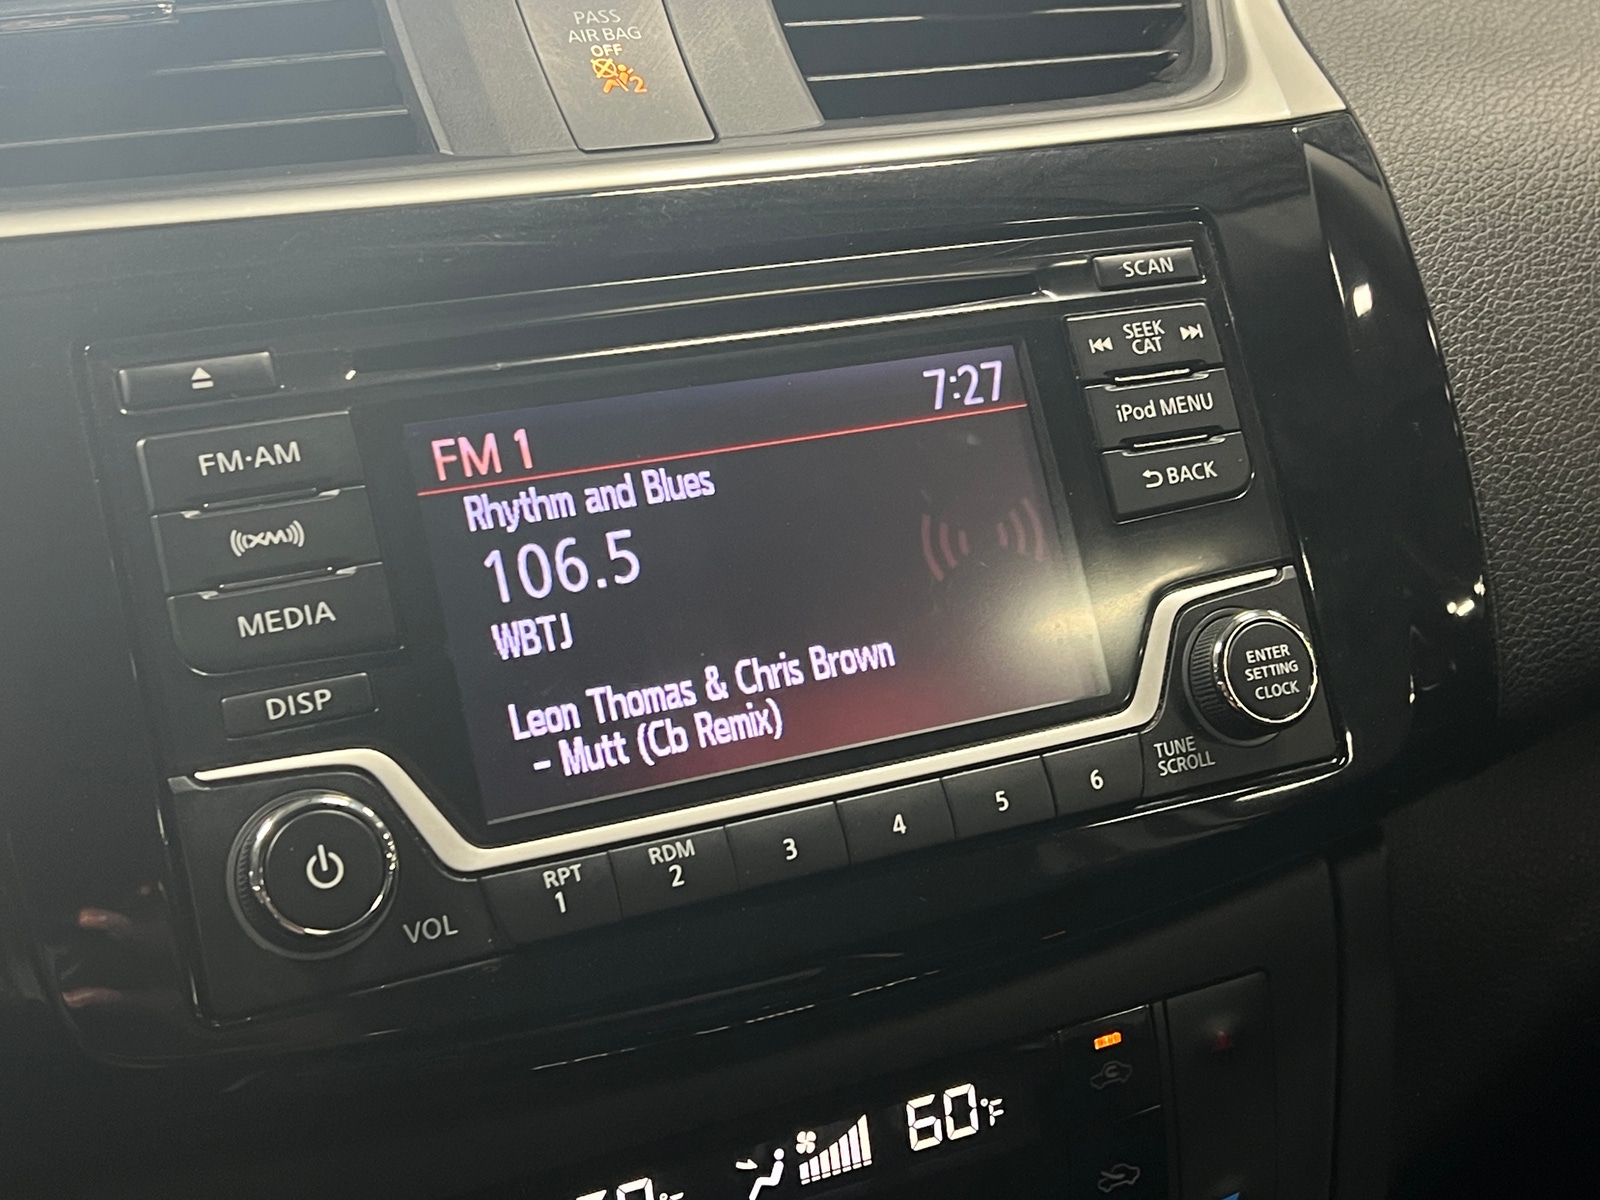 PASS
AIR BAG
OFF
2
SCAN
SEEK
CAT
iPod MENU
BACK
FM·AM
XM
MEDIA
DISP
VOL
7:27
FM 1
Rhythm and Blues
106.5
WBTJ
Leon Thomas & Chris Brown
– Mutt (Cb Remix)
ENTER
SETTING
CLOCK
TUNE
SCROLL
RPT
1
RDM
2
3
4
5
6
60°F